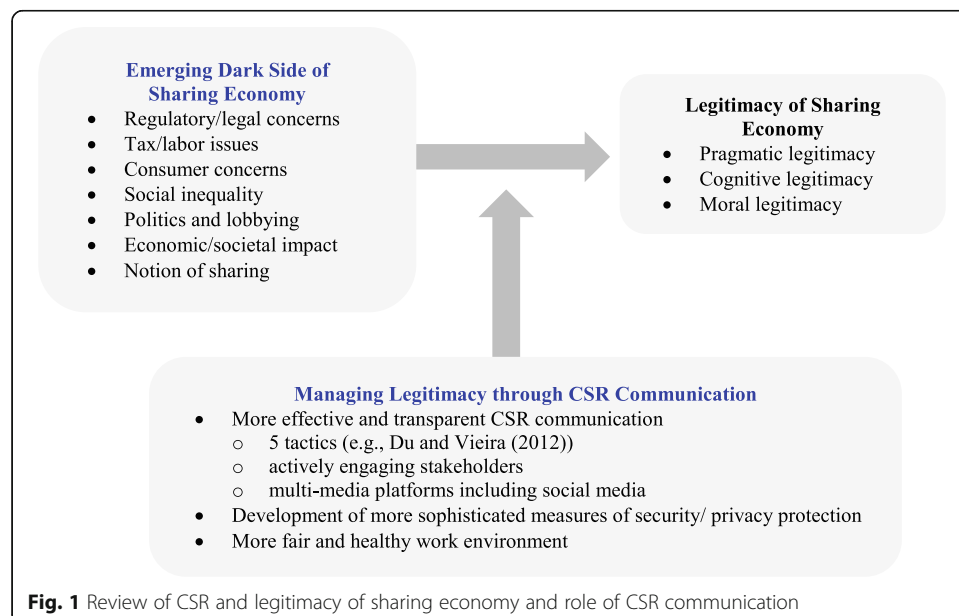 Emerging Dark Side of
Sharing Economy
• Regulatory/legal concerns
• Tax/labor issues
• Consumer concerns
• Social inequality
• Politics and lobbying
• Economic/societal impact
• Notion of sharing
Legitimacy of Sharing
Economy
• Pragmatic legitimacy
• Cognitive legitimacy
• Moral legitimacy
Managing Legitimacy through CSR Communication
• More effective and transparent CSR communication
o 5 tactics (e.g., Du and Vieira (2012))
o actively engaging stakeholders
o multi-media platforms including social media
• Development of more sophisticated measures of security/ privacy protection
• More fair and healthy work environment
Fig. 1 Review of CSR and legitimacy of sharing economy and role of CSR communication